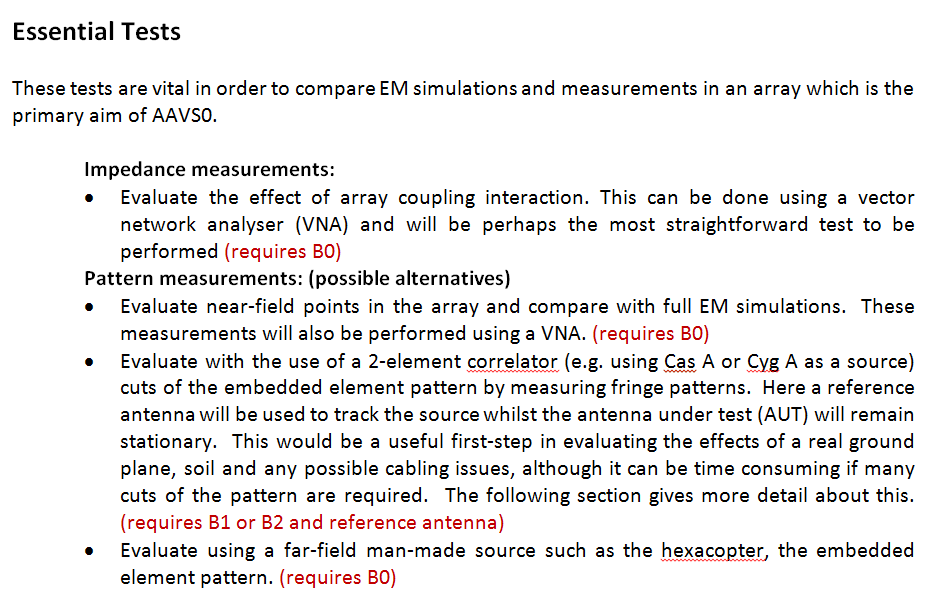 Essential Tests
These tests are vital in order to compare EM simulations and measurements in an array which is the
primary aim of AAVS0.
Impedance measurements:
• Evaluate the effect of array coupling interaction. This can be done using a vector
network analyser (VNA) and will be perhaps the most straightforward test to be
performed (requires B0)
Pattern measurements: (possible alternatives)
• Evaluate near-field points in the array and compare with full EM simulations. These
measurements will also be performed using a VNA. (requires B0)
• Evaluate with the use of a 2-element correlator (e.g. using Cas A or Cyg A as a source)
cuts of the embedded element pattern by measuring fringe patterns. Here a reference
antenna will be used to track the source whilst the antenna under test (AUT) will remain
stationary. This would be a useful first-step in evaluating the effects of a real ground
plane, soil and any possible cabling issues, although it can be time consuming if many
cuts of the pattern are required. The following section gives more detail about this.
(requires B1 or B2 and reference antenna)
• Evaluate using a far-field man-made source such as the hexacopter, the embedded
element pattern. (requires B0)